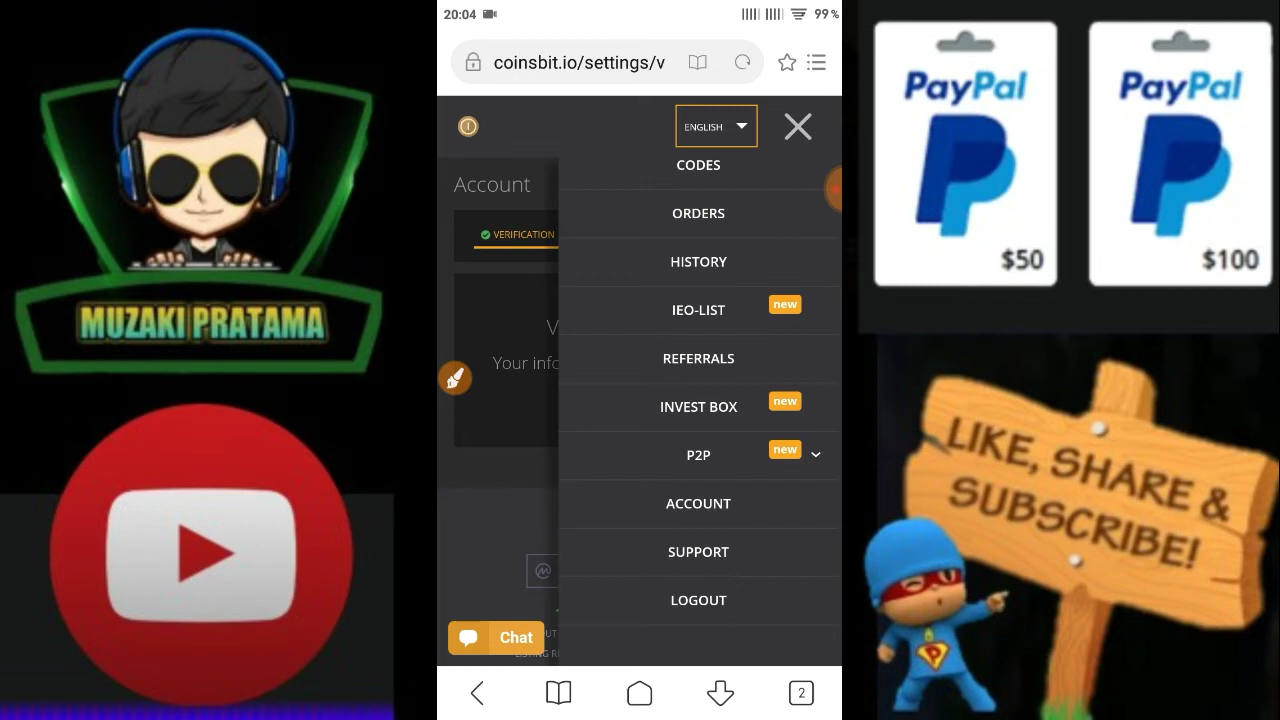 MUZAKI PRATAMA
20:04
99%
coinsbit.io/settings/v
ENGLISH
Account
VERIFICATION
Your info
CODES
ORDERS
HISTORY
IEO-LIST new
REFERRALS
INVEST BOX new
P2P new
ACCOUNT
SUPPORT
LOGOUT
Chat
2
PayPal
$50
PayPal
$100
LIKE, SHARE &
SUBSCRIBE!
P